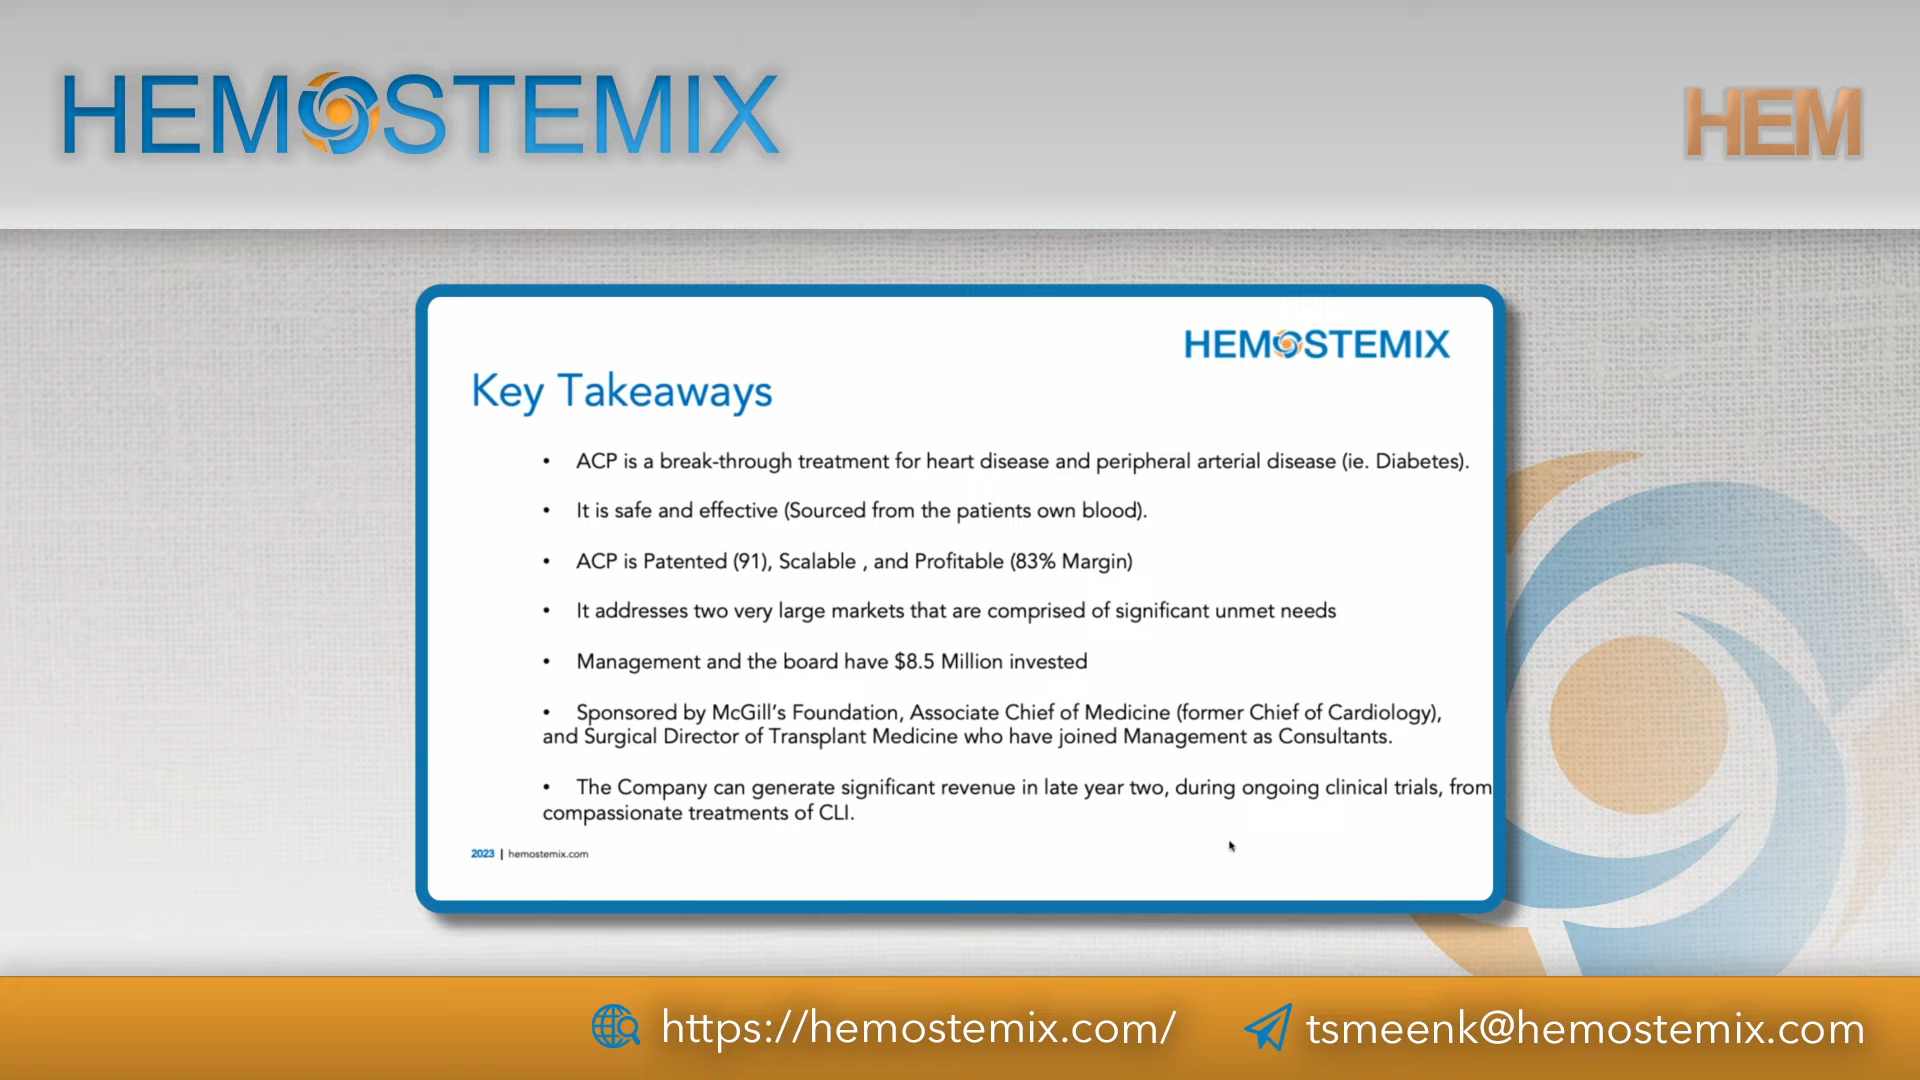 HEMOSTEMIX
HEM
HEMOSTEMIX
Key Takeaways
• ACP is a break-through treatment for heart disease and peripheral arterial disease (ie. Diabetes).
• It is safe and effective (Sourced from the patients own blood).
• ACP is Patented (91), Scalable , and Profitable (83% Margin)
• It addresses two very large markets that are comprised of significant unmet needs
• Management and the board have $8.5 Million invested
• Sponsored by McGill’s Foundation, Associate Chief of Medicine (former Chief of Cardiology),
and Surgical Director of Transplant Medicine who have joined Management as Consultants.
• The Company can generate significant revenue in late year two, during ongoing clinical trials, from
compassionate treatments of CLI.
2023 | hemostemix.com
https://hemostemix.com/
tsmeenk@hemostemix.com